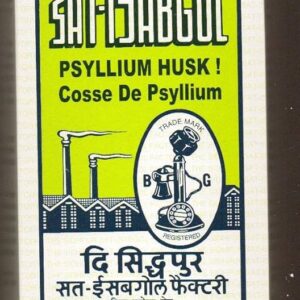 SAT-ISABGOL
PSYLLIUM HUSK !
Cosse De Psyllium
TRADE MARK
B G
REGISTERED
दि सिद्धपुर
सत-ईसबगोल फैक्टरी